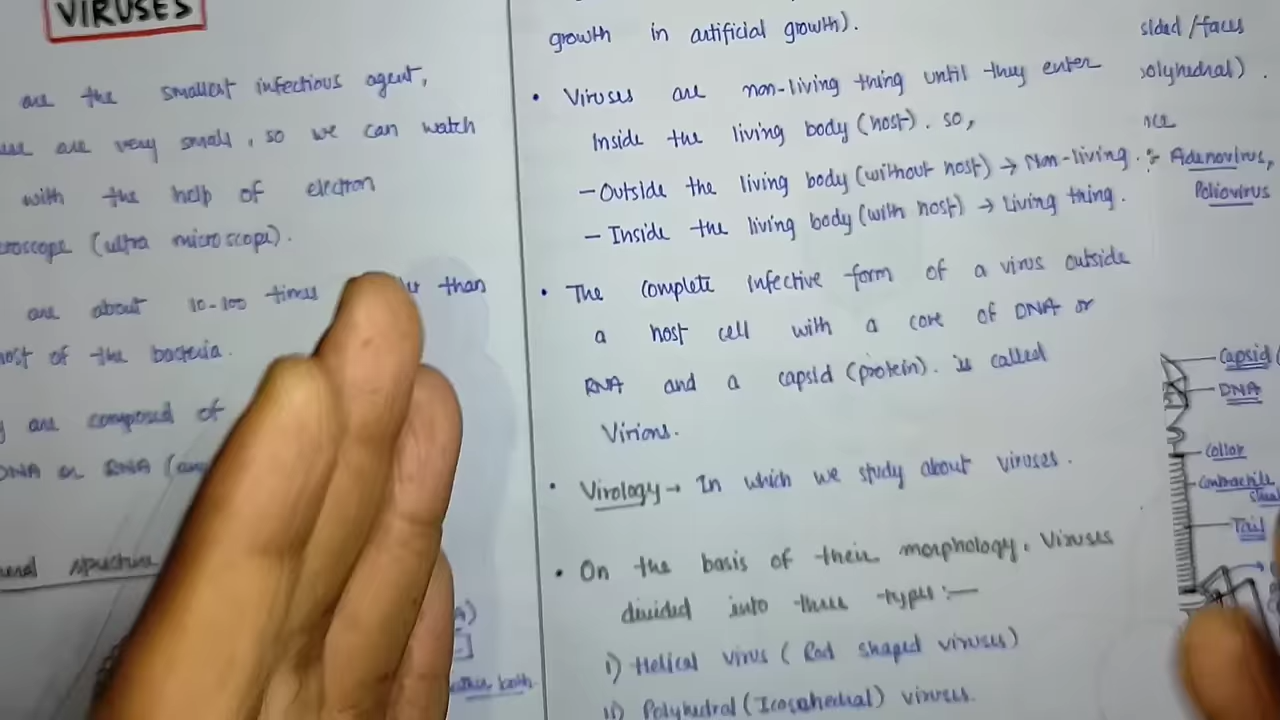 VIRUSES
are the smallest infectious agent,
are very small, so we can watch
with the help of electron
croscope (ultra microscope).
are about 10-100 times than
most of the bacteria.
are composed of
DNA or RNA
structure
growth in artificial growth).
• Viruses are non-living thing until they enter
Inside the living body (host). so,
- Outside the living body (without host) → Non-living.
- Inside the living body (with host) → Living thing.
• The complete infective form of a virus outside
a host cell with a core of DNA or
RNA and a capsid (protein). is called
Virions.
• Virology → In which we study about viruses.
• On the basis of their morphology. Viruses
divided into three types:—
i) Helical virus (Rod shaped viruses)
ii) Polyhedral (Icosahedral) viruses.
sided/faces
olyhedral).
nce
:- Adenovirus,
Poliovirus
Capsid
DNA
Collar
Contractile
Tail
both